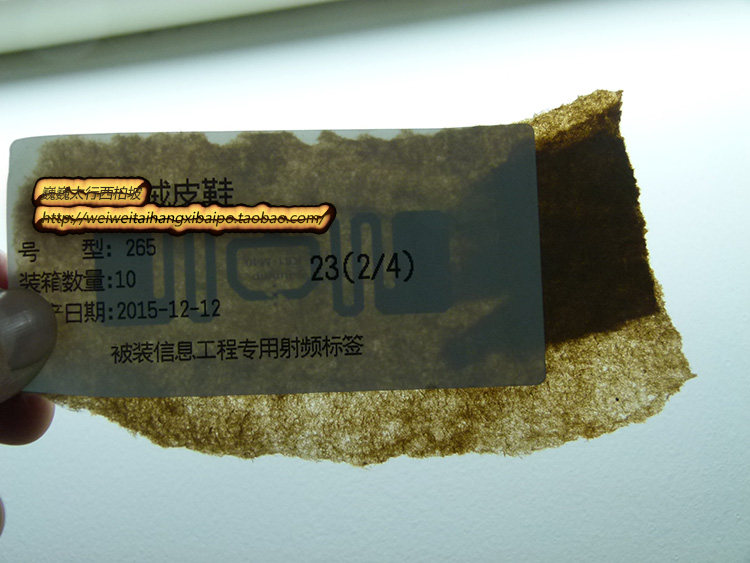 巍巍太行西柏坡
绒皮鞋
http://weiweitaihangxibaipo.taobao.com/
号 型: 265
23(2/4)
装箱数量:10
产日期:2015-12-12
被装信息工程专用射频标签